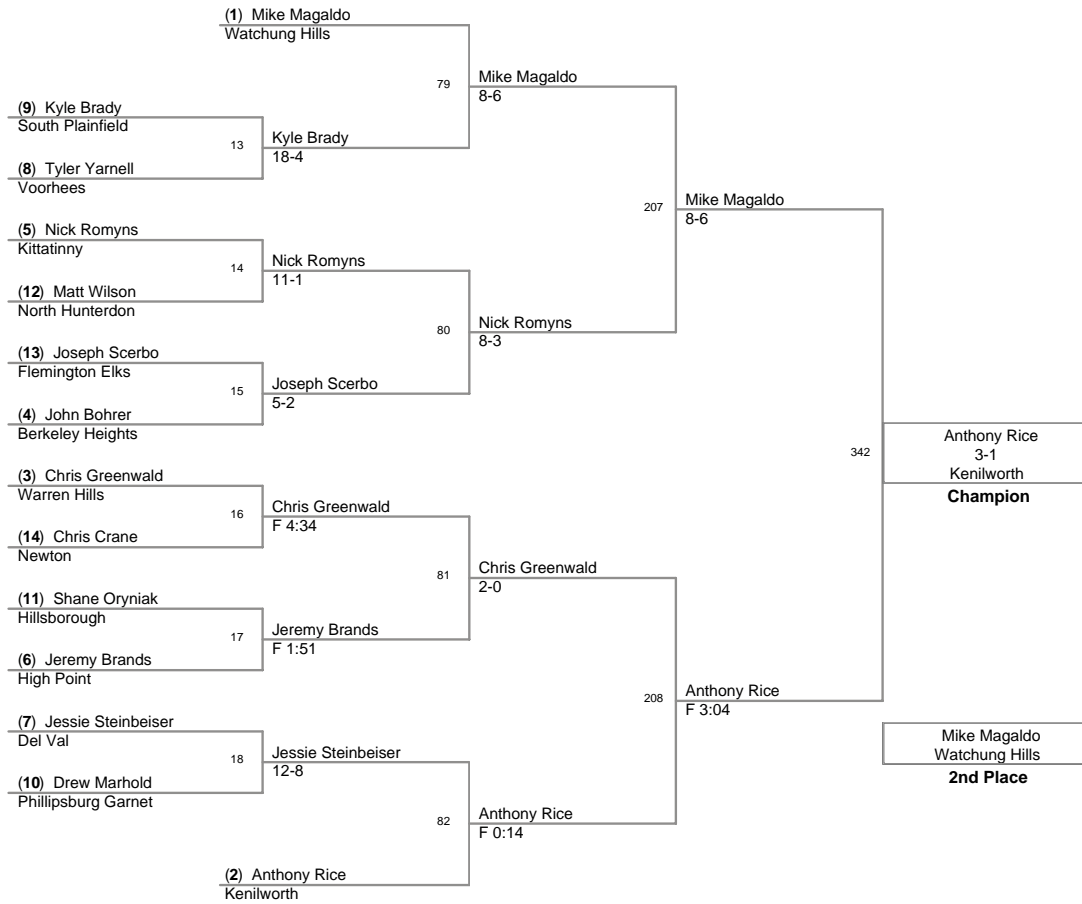 (1) Mike Magaldo
Watchung Hills
79
Mike Magaldo
8-6
(9) Kyle Brady
South Plainfield
13
Kyle Brady
18-4
(8) Tyler Yarnell
Voorhees
207
Mike Magaldo
8-6
(5) Nick Romyns
Kittatinny
14
Nick Romyns
11-1
(12) Matt Wilson
North Hunterdon
80
Nick Romyns
8-3
(13) Joseph Scerbo
Flemington Elks
15
Joseph Scerbo
5-2
(4) John Bohrer
Berkeley Heights
342
Anthony Rice
3-1
Kenilworth
Champion
(3) Chris Greenwald
Warren Hills
16
Chris Greenwald
F 4:34
(14) Chris Crane
Newton
81
Chris Greenwald
2-0
(11) Shane Oryniak
Hillsborough
17
Jeremy Brands
F 1:51
(6) Jeremy Brands
High Point
208
Anthony Rice
F 3:04
(7) Jessie Steinbeiser
Del Val
18
Jessie Steinbeiser
12-8
(10) Drew Marhold
Phillipsburg Garnet
Mike Magaldo
Watchung Hills
2nd Place
82
Anthony Rice
F 0:14
(2) Anthony Rice
Kenilworth